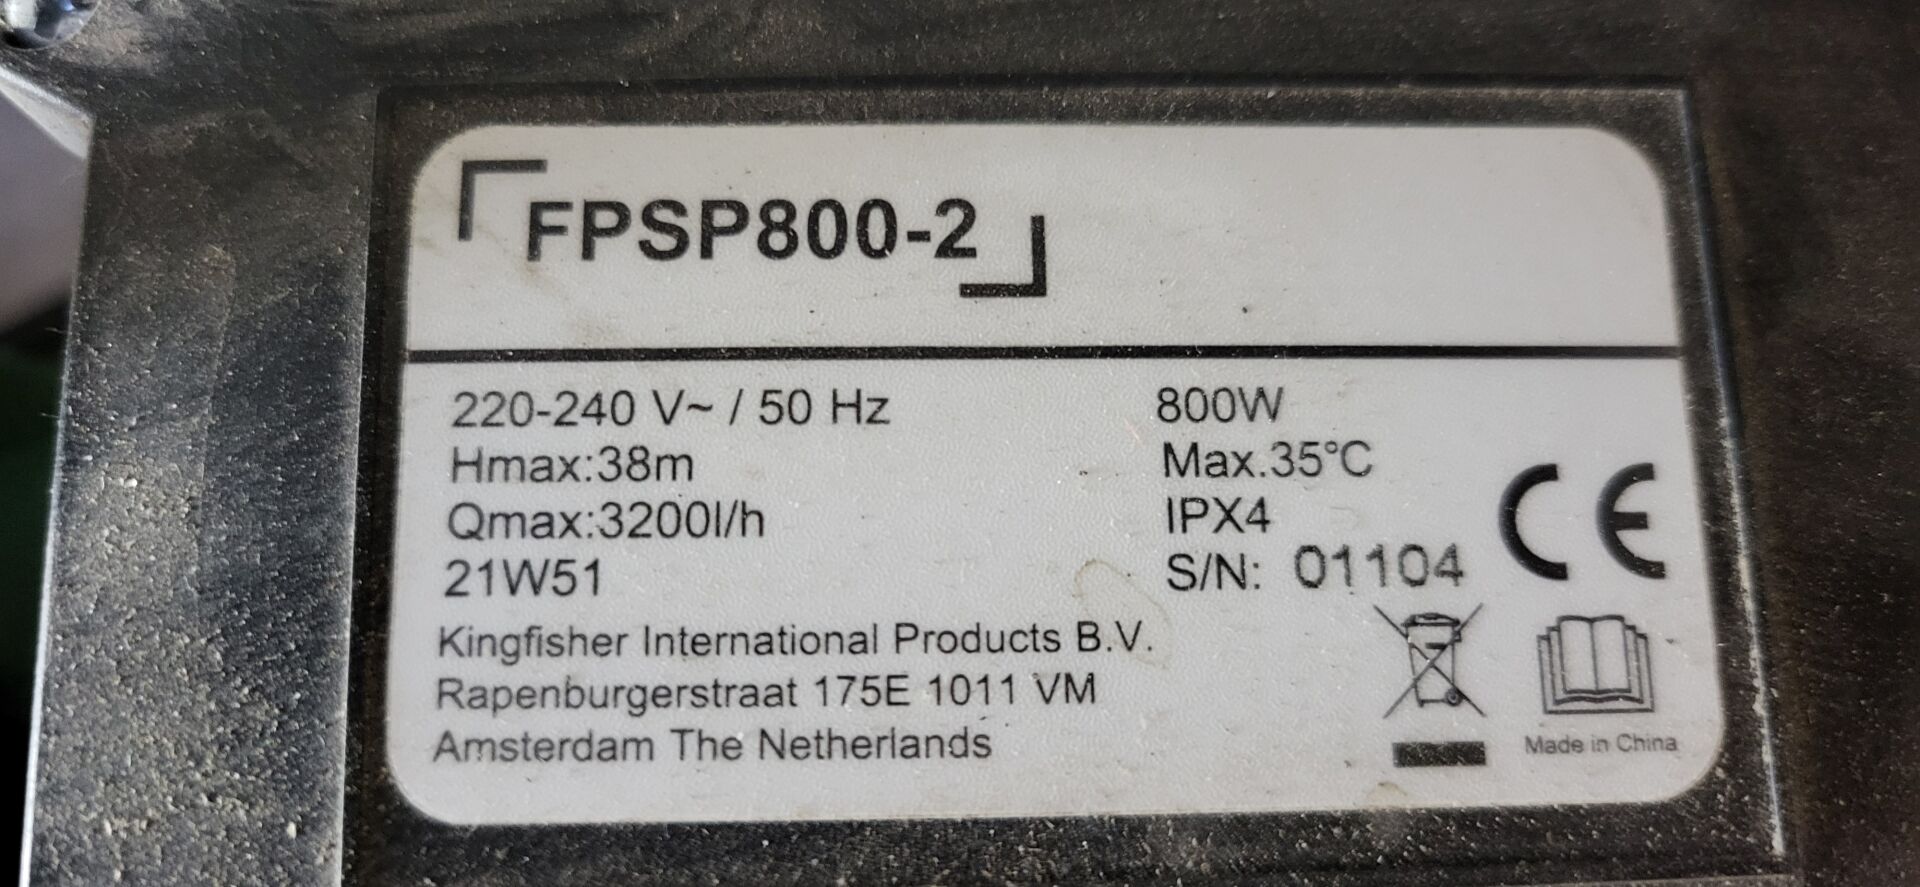 FPSP800-2
220-240 V~ / 50 Hz
Hmax:38m
Qmax:3200l/h
21W51
800W
Max.35°C
IPX4
S/N: 01104
CE
Kingfisher International Products B.V.
Rapenburgerstraat 175E 1011 VM
Amsterdam The Netherlands
Made in China